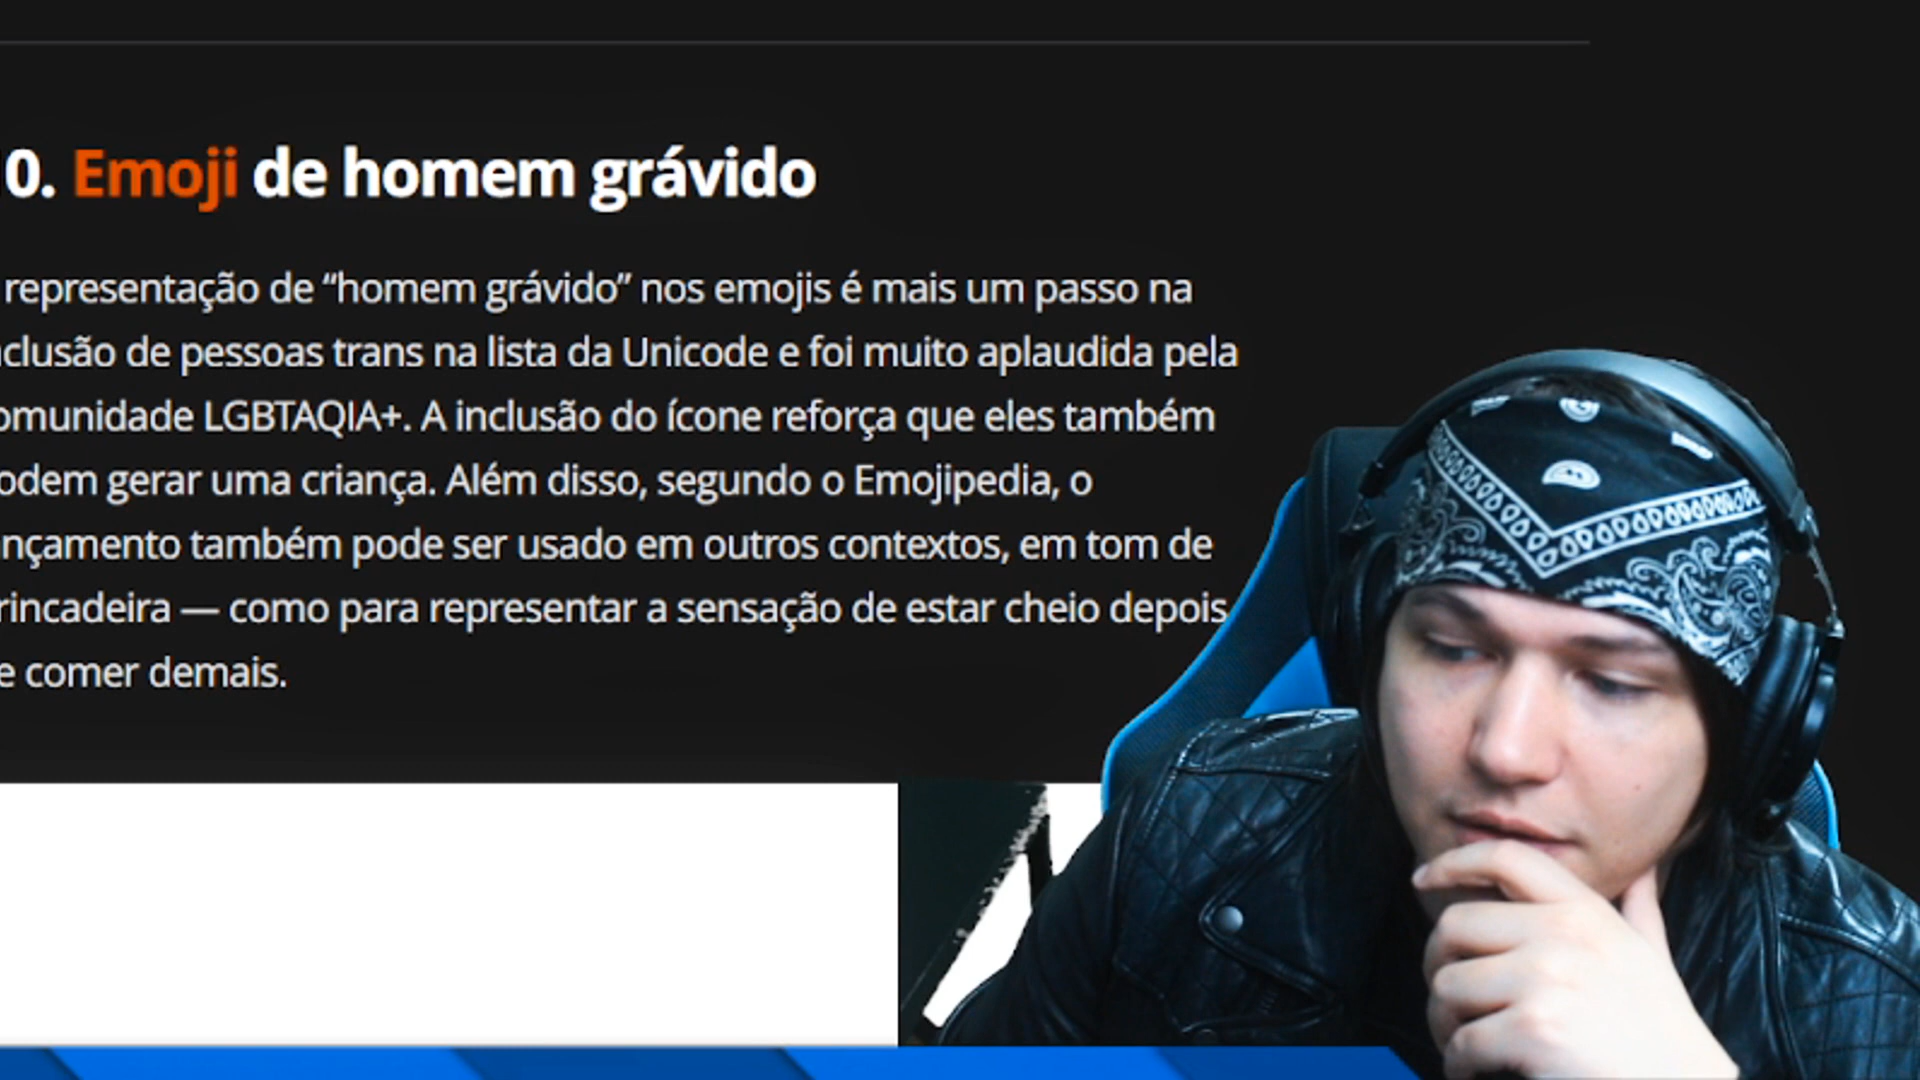 0. Emoji de homem grávido
representação de “homem grávido” nos emojis é mais um passo na
clusão de pessoas trans na lista da Unicode e foi muito aplaudida pela
omunidade LGBTAQIA+. A inclusão do ícone reforça que eles também
odem gerar uma criança. Além disso, segundo o Emojipedia, o
nçamento também pode ser usado em outros contextos, em tom de
rincadeira — como para representar a sensação de estar cheio depois
e comer demais.